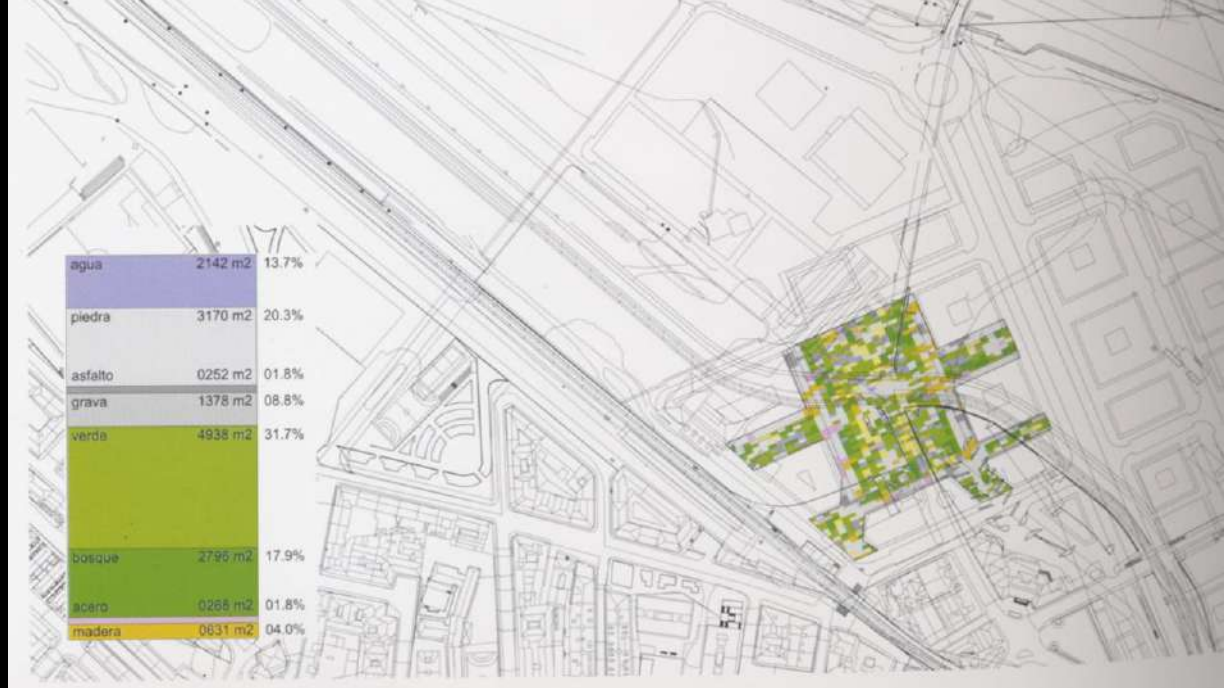 agua 2142 m2 13.7%
piedra 3170 m2 20.3%
asfalto 0252 m2 01.8%
grava 1378 m2 08.8%
verde 4938 m2 31.7%
bosque 2796 m2 17.9%
acero 0268 m2 01.8%
madera 0631 m2 04.0%